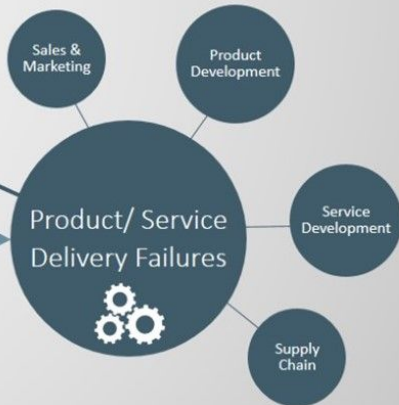 Sales &
Marketing
Product
Development
Product/ Service
Delivery Failures
Service
Development
Supply
Chain